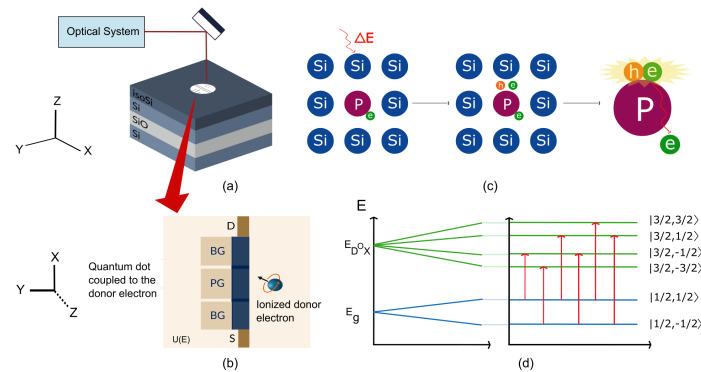 Optical System
IsoSi
Si
SiO
Si
Z
Y
X
(a)
ΔE
Si Si Si
Si P Si
e
Si Si Si
Si Si Si
h e
Si P Si
e
Si Si Si
h e
P
e
(c)
X
Y
Z
Quantum dot
coupled to the
donor electron
D
BG
PG
BG
S
U(E)
Ionized donor
electron
(b)
E
E_D⁰X
E_g
|3/2,3/2⟩
|3/2,1/2⟩
|3/2,-1/2⟩
|3/2,-3/2⟩
|1/2,1/2⟩
|1/2,-1/2⟩
(d)